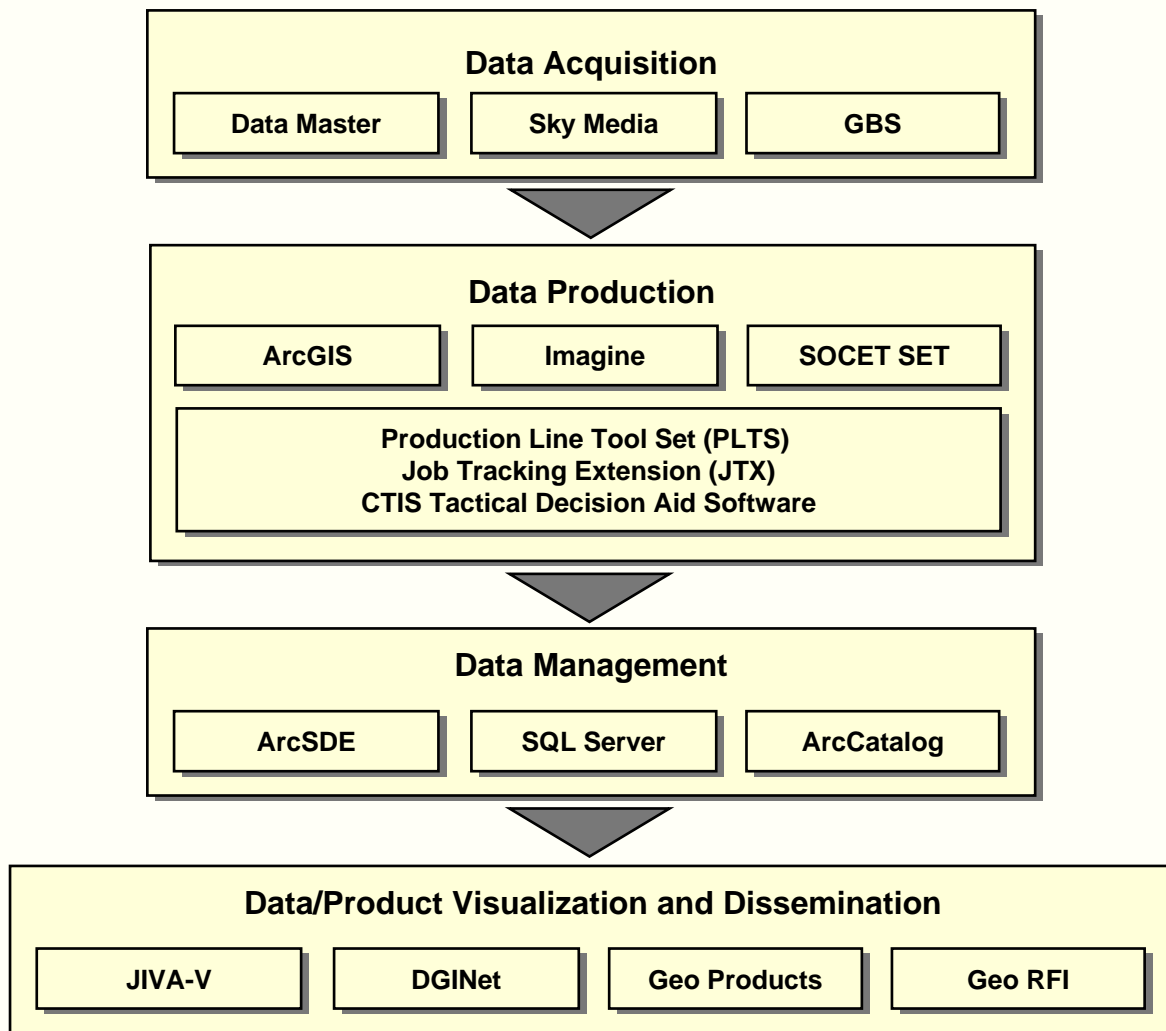 Data Acquisition
Data Master
Sky Media
GBS
Data Production
ArcGIS
Imagine
SOCET SET
Production Line Tool Set (PLTS)
Job Tracking Extension (JTX)
CTIS Tactical Decision Aid Software
Data Management
ArcSDE
SQL Server
ArcCatalog
Data/Product Visualization and Dissemination
JIVA-V
DGINet
Geo Products
Geo RFI